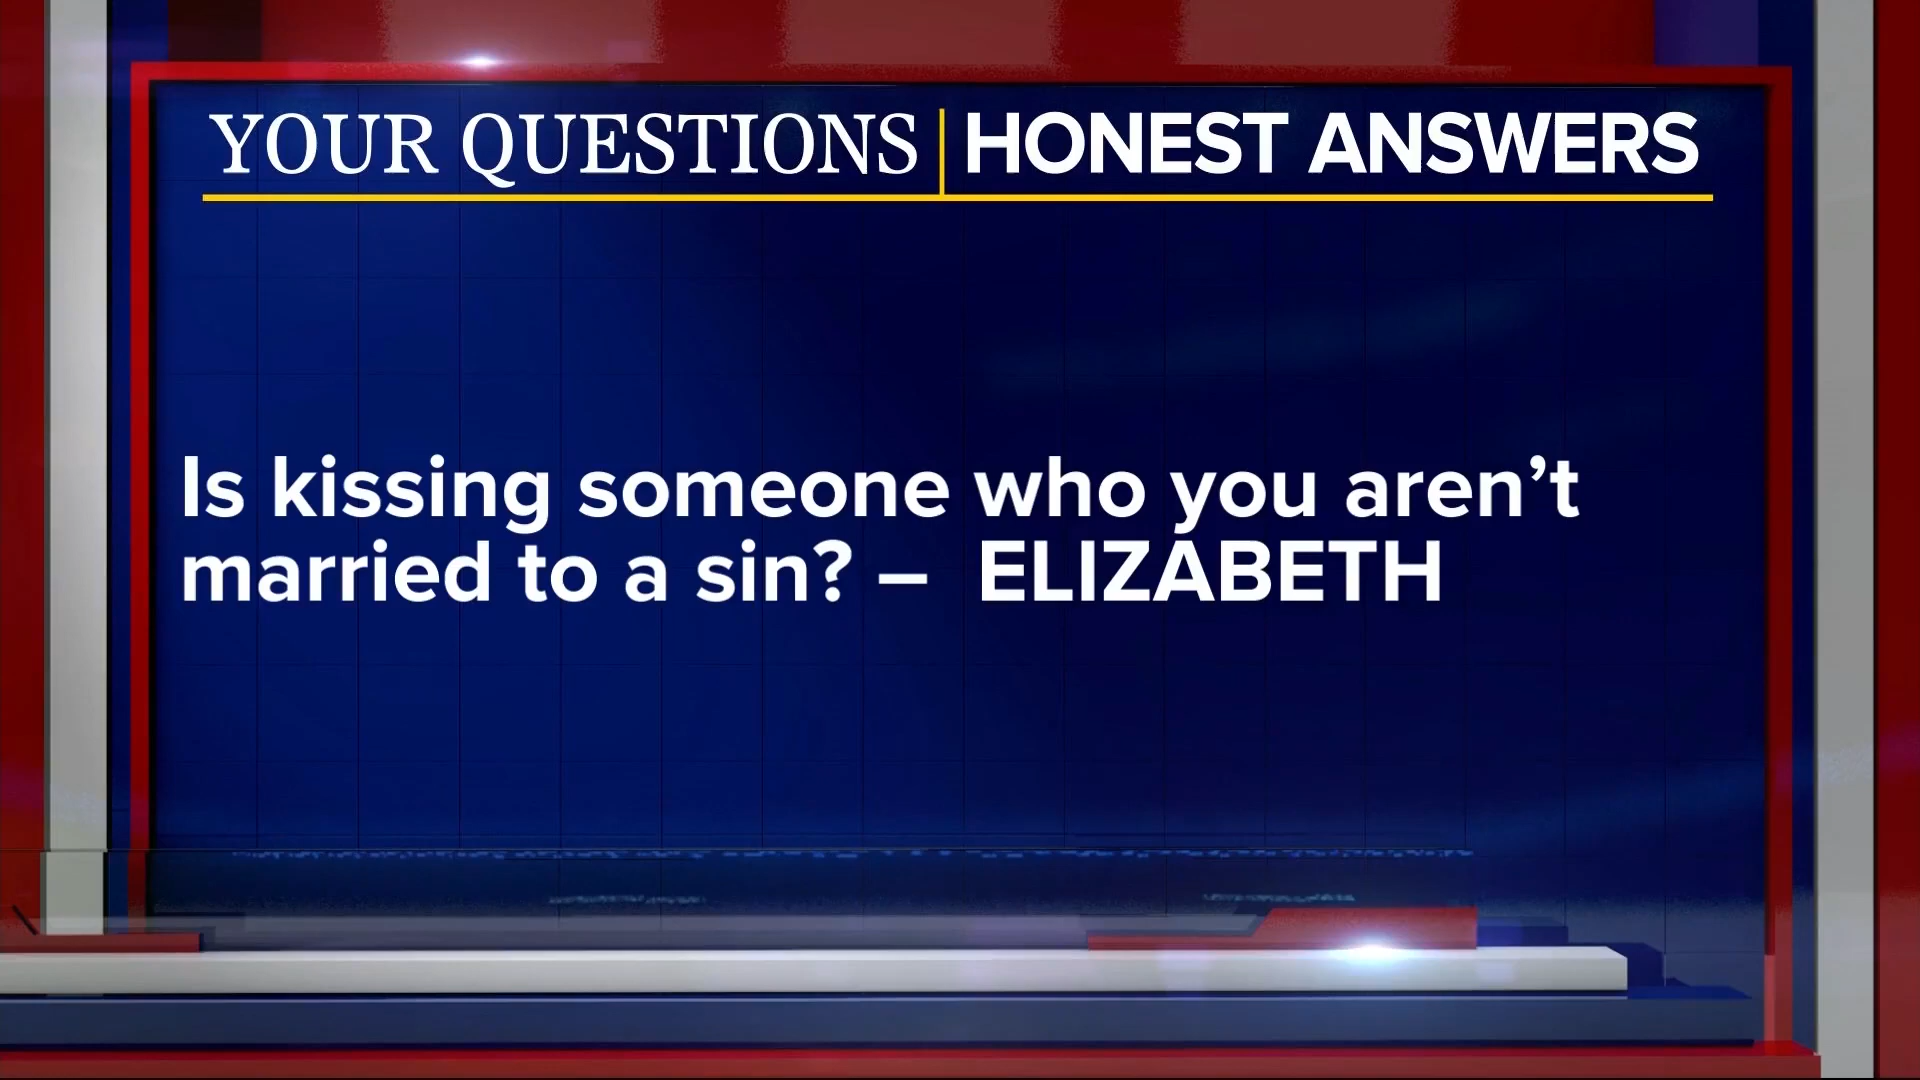 YOUR QUESTIONS | HONEST ANSWERS
Is kissing someone who you aren’t
married to a sin? – ELIZABETH